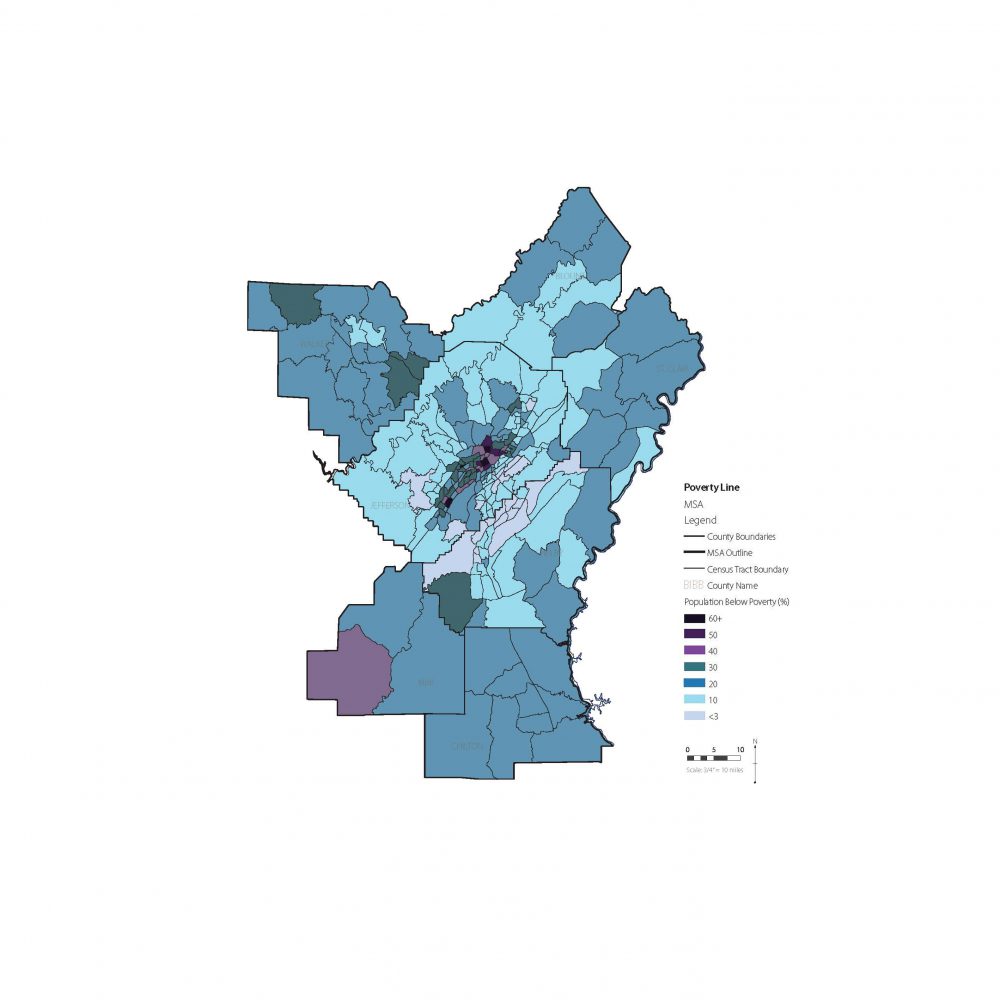 BLOUNT
WALKER
ST. CLAIR
JEFFERSON
BIBB
CHILTON
Poverty Line
MSA
Legend
County Boundaries
MSA Outline
Census Tract Boundary
BIBB County Name
Population Below Poverty (%)
60+
50
40
30
20
10
<3
0 5 10
N
Scale: 3/4" = 10 miles